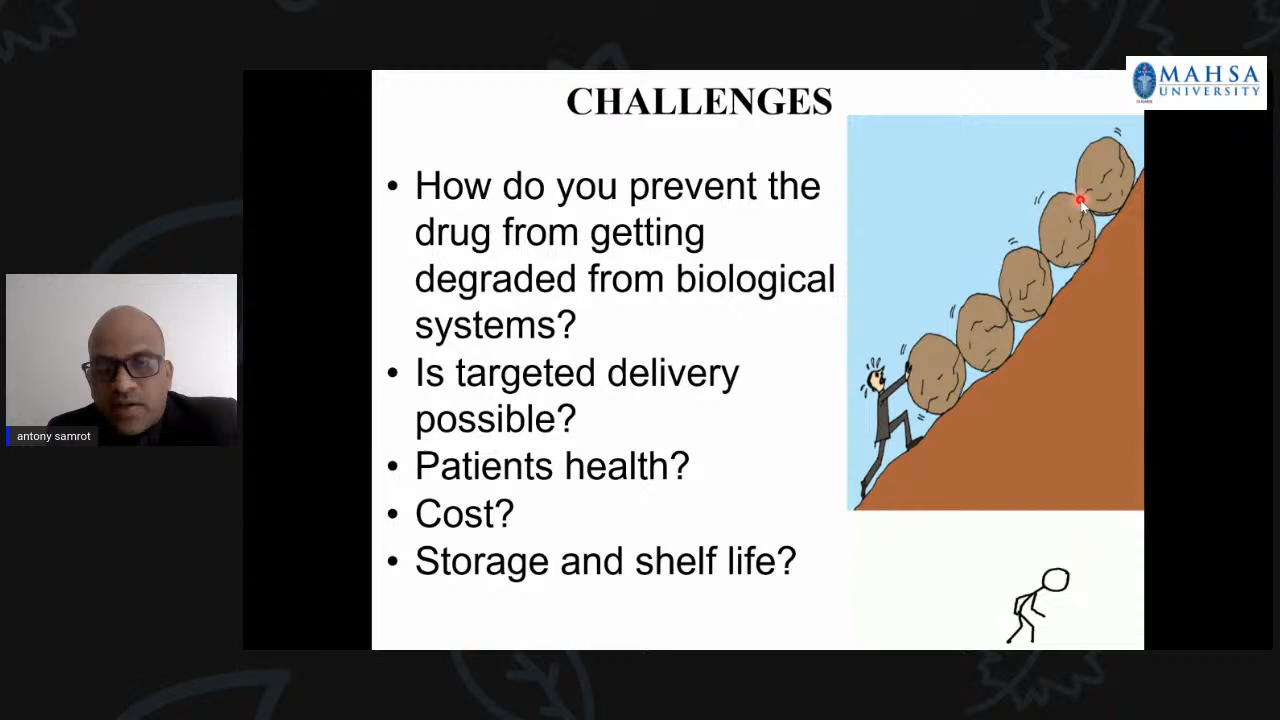 MAHSA
UNIVERSITY
CHALLENGES
• How do you prevent the
drug from getting
degraded from biological
systems?
• Is targeted delivery
possible?
• Patients health?
• Cost?
• Storage and shelf life?
antony samrot